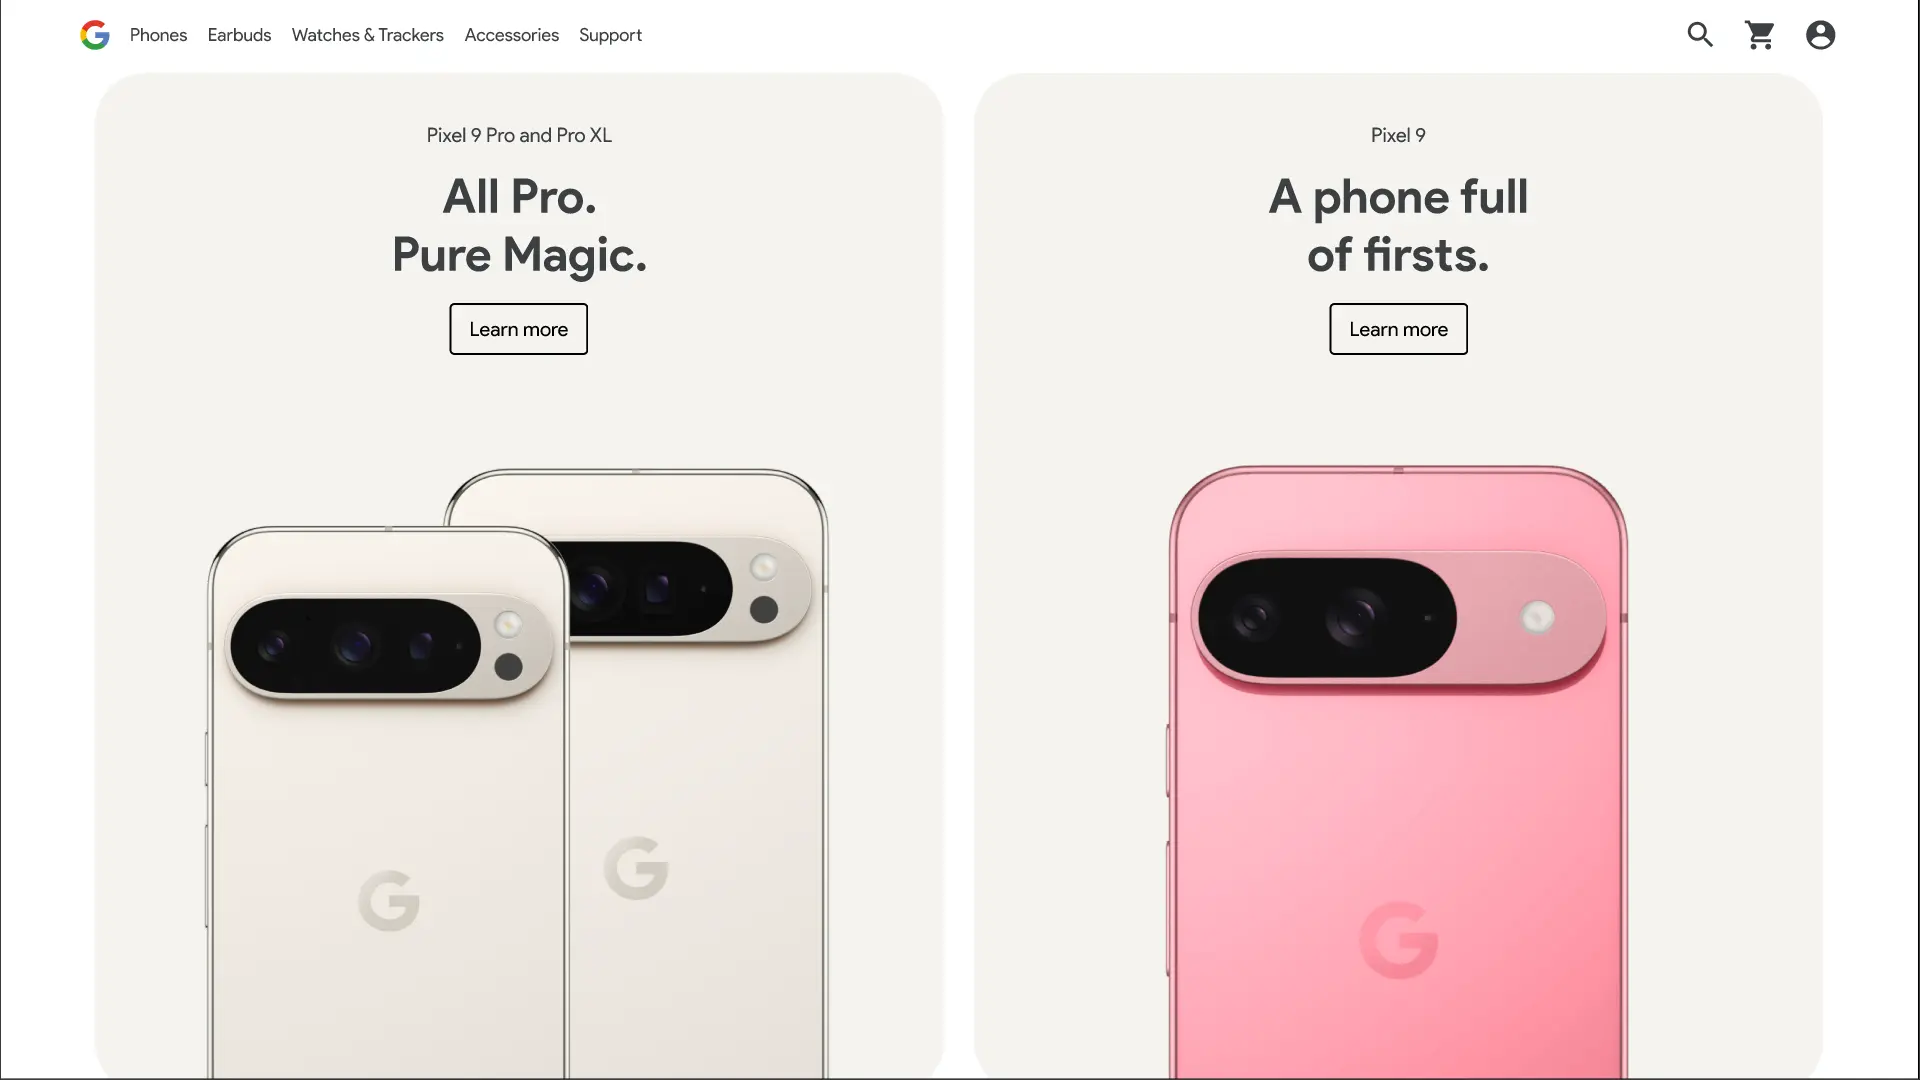 Phones Earbuds Watches & Trackers Accessories Support
Pixel 9 Pro and Pro XL
All Pro.
Pure Magic.
Learn more
Pixel 9
A phone full
of firsts.
Learn more